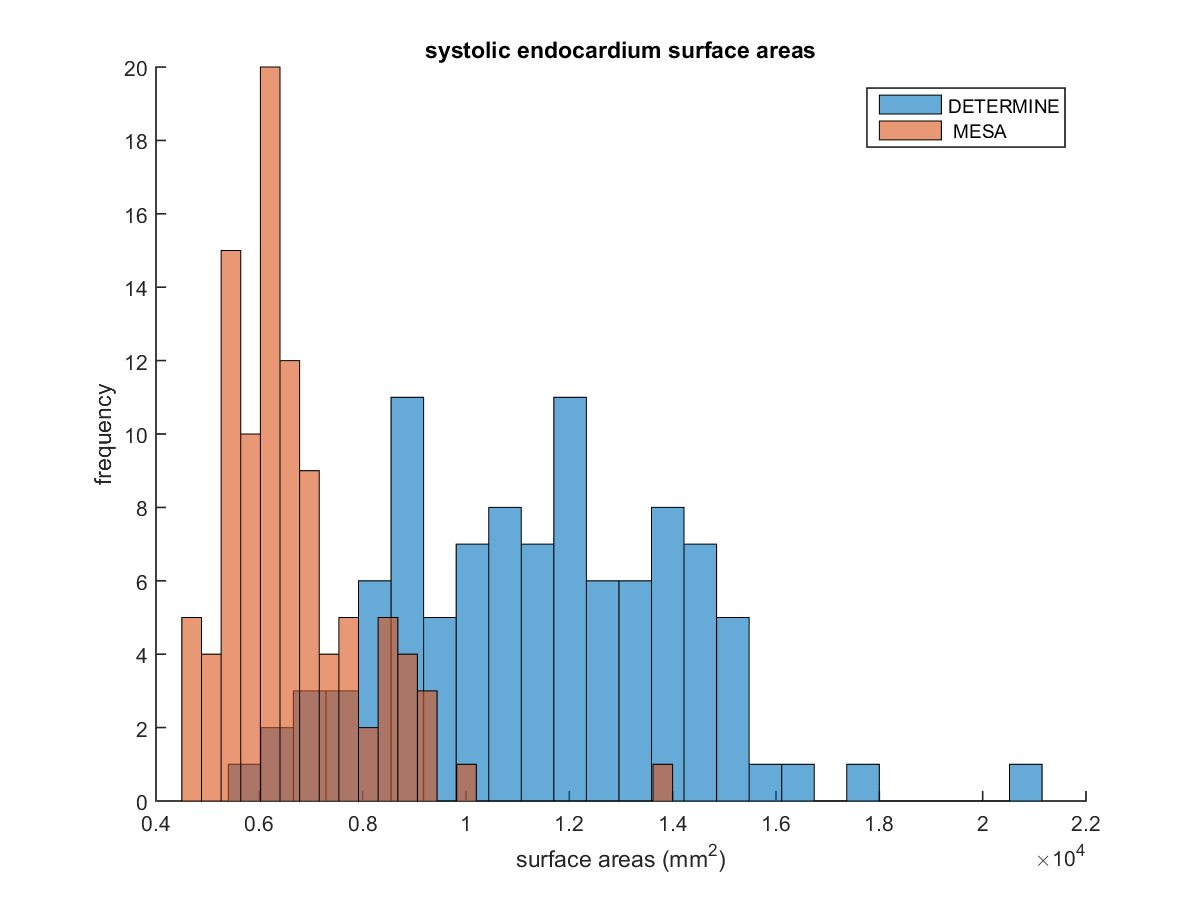 systolic endocardium surface areas
DETERMINE
MESA
frequency
20
18
16
14
12
10
8
6
4
2
0
0.4 0.6 0.8 1 1.2 1.4 1.6 1.8 2 2.2
surface areas (mm²)
×10⁴